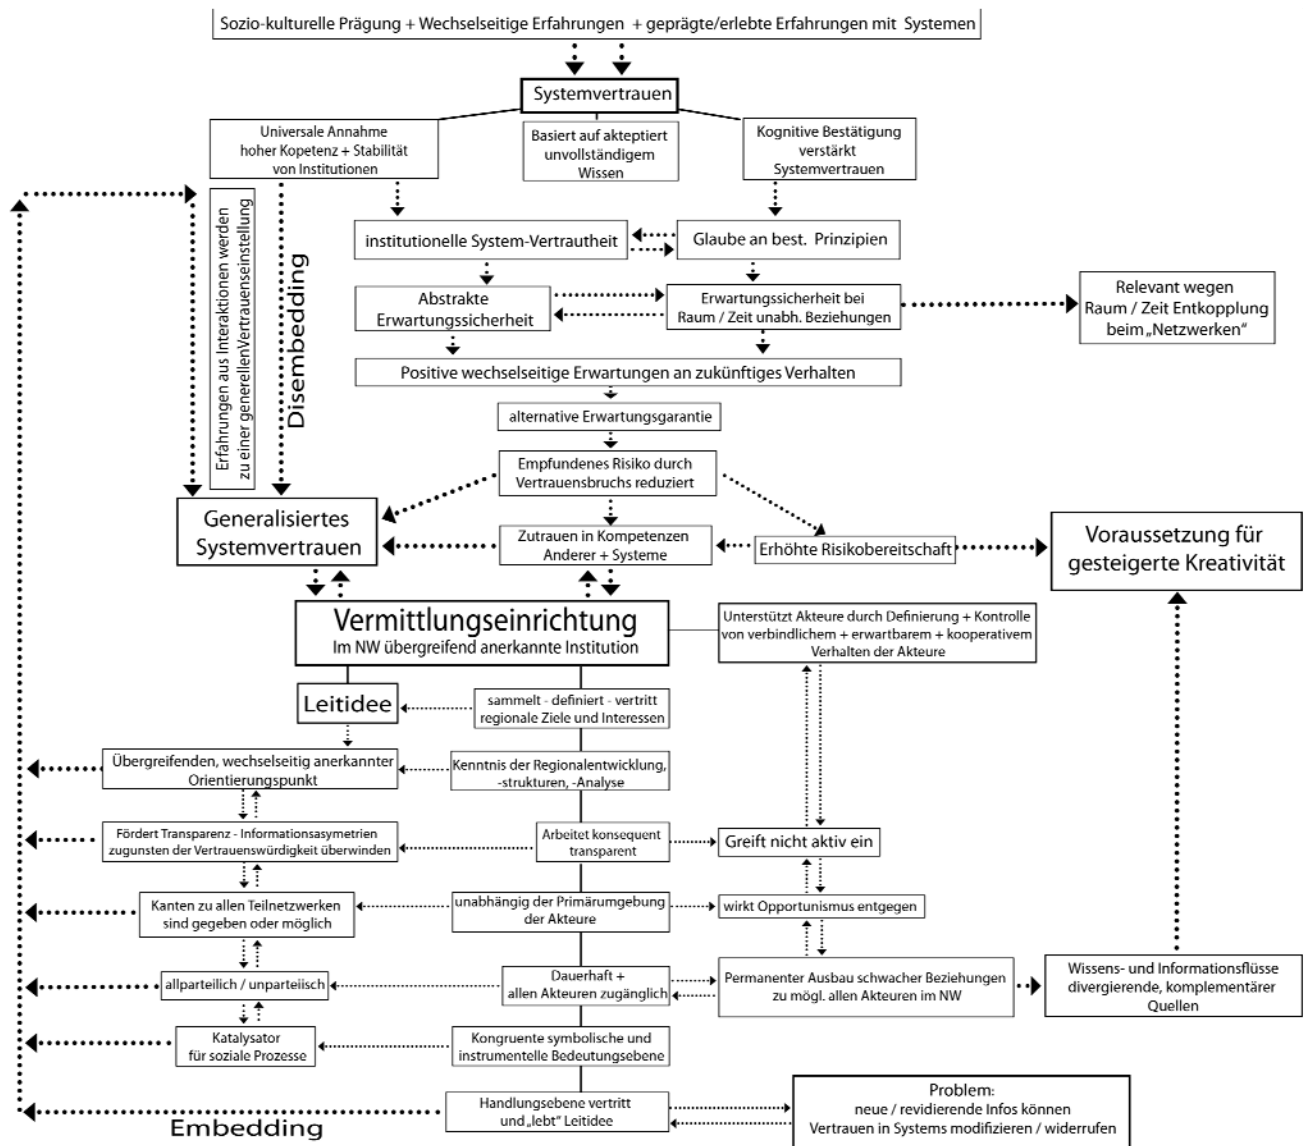 Sozio-kulturelle Prägung + Wechselseitige Erfahrungen + geprägte/erlebte Erfahrungen mit Systemen
Systemvertrauen
Universale Annahme
hoher Kopetenz + Stabilität
von Institutionen
Basiert auf akteptiert
unvollständigem
Wissen
Kognitive Bestätigung
verstärkt
Systemvertrauen
Erfahrungen aus Interaktionen werden
zu einer generellen Vertrauenseinstellung
Disembedding
institutionelle System-Vertrautheit
Glaube an best. Prinzipien
Abstrakte
Erwartungssicherheit
Erwartungssicherheit bei
Raum / Zeit unabh. Beziehungen
Relevant wegen
Raum / Zeit Entkopplung
beim „Netzwerken“
Positive wechselseitige Erwartungen an zukünftiges Verhalten
alternative Erwartungsgarantie
Empfundenes Risiko durch
Vertrauensbruchs reduziert
Generalisiertes
Systemvertrauen
Zutrauen in Kompetenzen
Anderer + Systeme
Erhöhte Risikobereitschaft
Voraussetzung für
gesteigerte Kreativität
Vermittlungseinrichtung
Im NW übergreifend anerkannte Institution
Unterstützt Akteure durch Definierung + Kontrolle
von verbindlichem + erwartbarem + kooperativem
Verhalten der Akteure
Leitidee
sammelt - definiert - vertritt
regionale Ziele und Interessen
Übergreifenden, wechselseitig anerkannter
Orientierungspunkt
Kenntnis der Regionalentwicklung,
-strukturen, -Analyse
Fördert Transparenz - Informationsasymetrien
zugunsten der Vertrauenswürdigkeit überwinden
Arbeitet konsequent
transparent
Greift nicht aktiv ein
Kanten zu allen Teilnetzwerken
sind gegeben oder möglich
unabhängig der Primärumgebung
der Akteure
wirkt Opportunismus entgegen
allparteilich / unparteiisch
Dauerhaft +
allen Akteuren zugänglich
Permanenter Ausbau schwacher Beziehungen
zu mögl. allen Akteuren im NW
Wissens- und Informationsflüsse
divergierende, komplementärer
Quellen
Katalysator
für soziale Prozesse
Kongruente symbolische und
instrumentelle Bedeutungsebene
Handlungsebene vertritt
und „lebt“ Leitidee
Problem:
neue / revidierende Infos können
Vertrauen in Systems modifizieren / widerrufen
Embedding